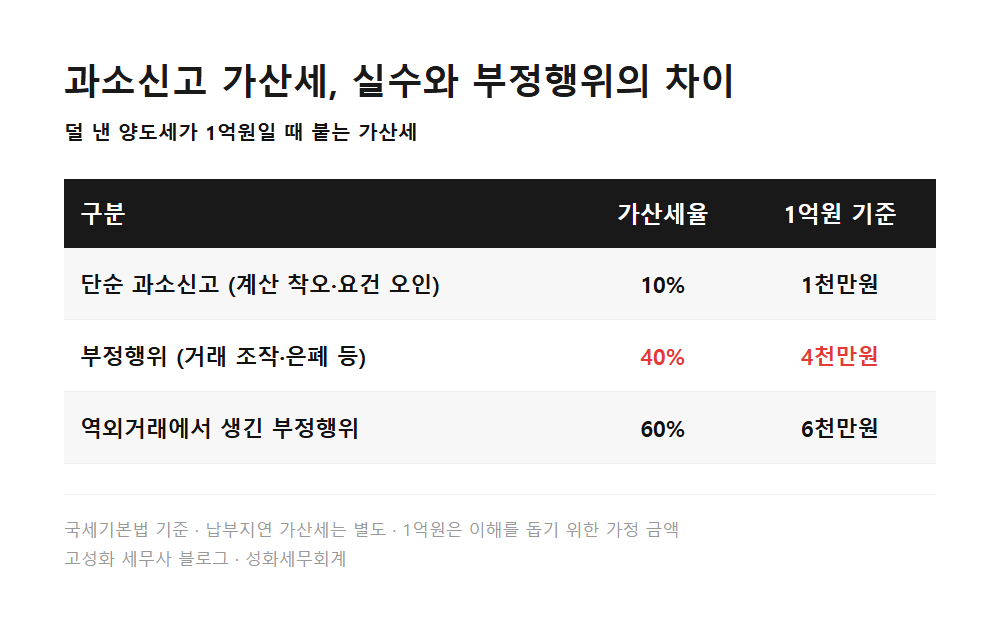 과소신고 가산세, 실수와 부정행위의 차이
덜 낸 양도세가 1억원일 때 붙는 가산세
구분 가산세율 1억원 기준
단순 과소신고 (계산 착오·요건 오인) 10% 1천만원
부정행위 (거래 조작·은폐 등) 40% 4천만원
역외거래에서 생긴 부정행위 60% 6천만원
국세기본법 기준 · 납부지연 가산세는 별도 · 1억원은 이해를 돕기 위한 가정 금액
고성화 세무사 블로그 · 성화세무회계